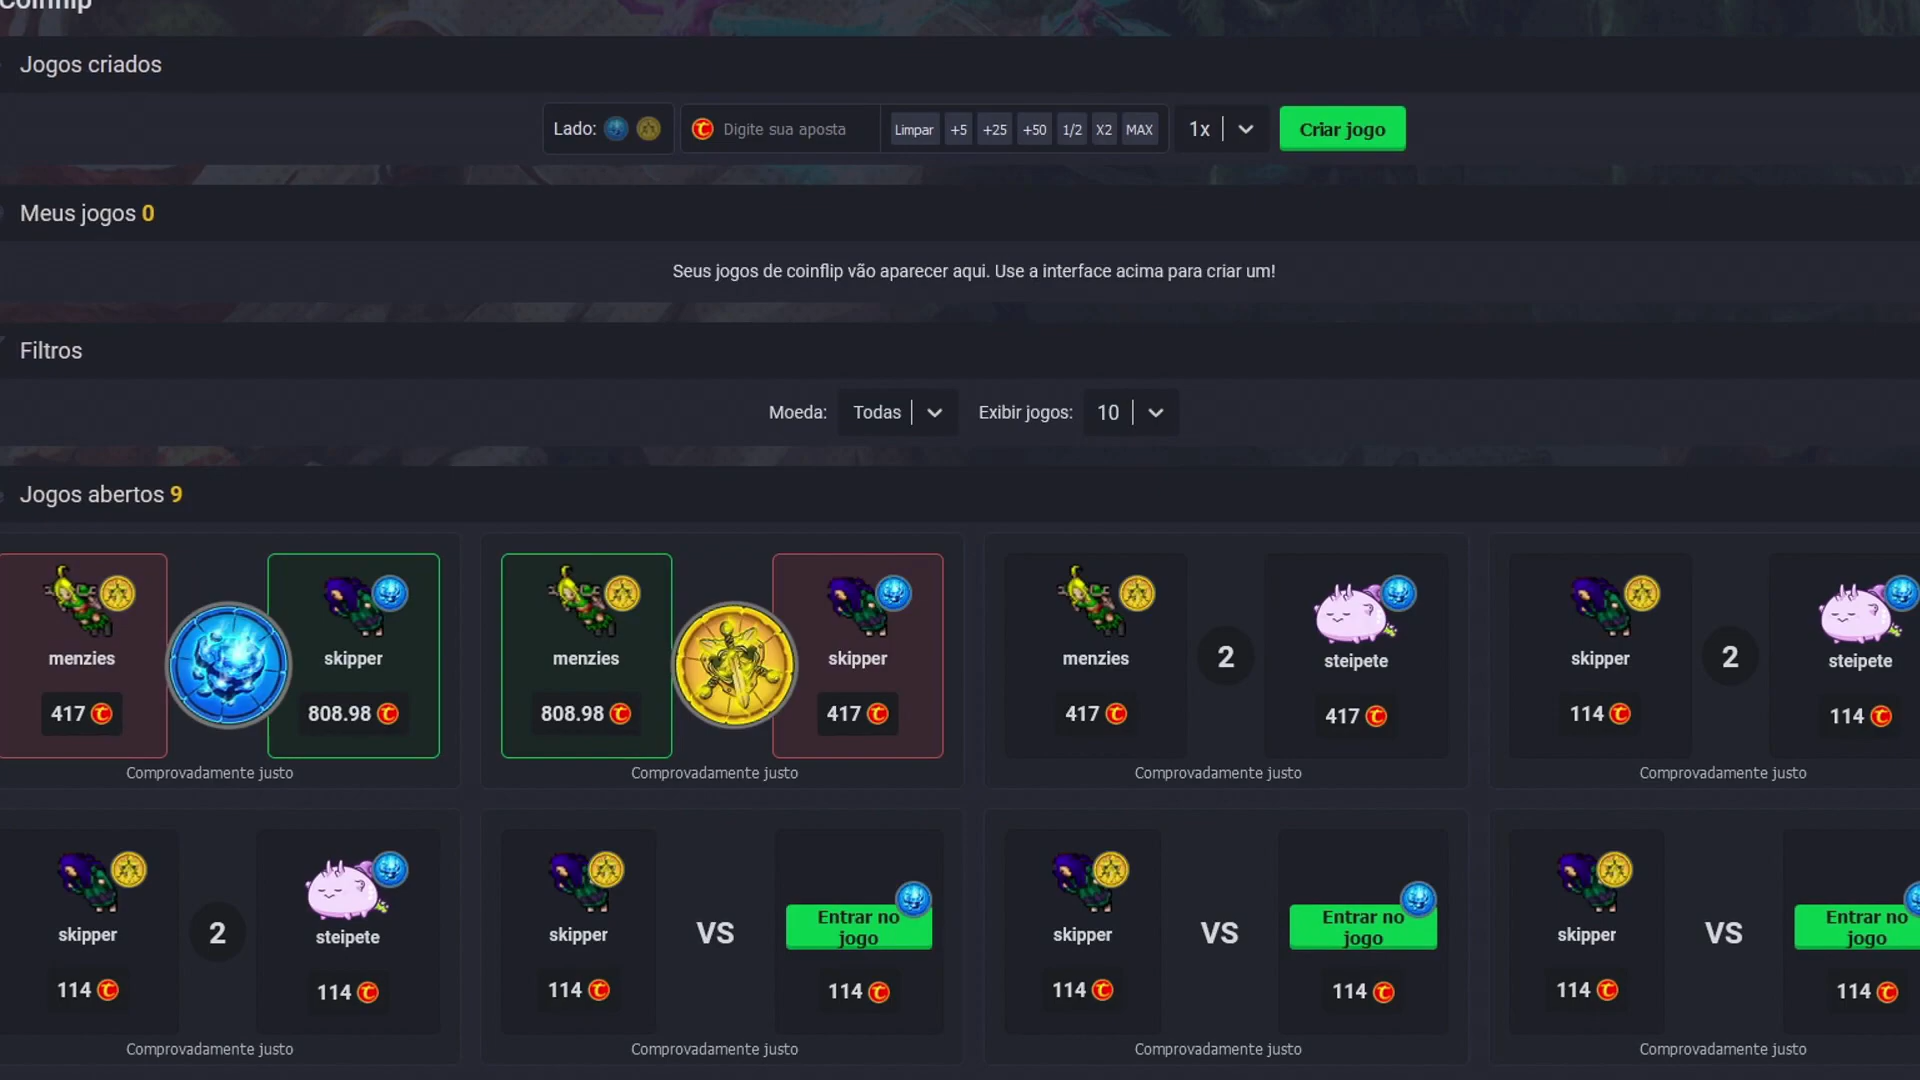 Coinflip
Jogos criados
Lado: Digite sua aposta Limpar +5 +25 +50 1/2 X2 MAX 1x Criar jogo
Meus jogos 0
Seus jogos de coinflip vão aparecer aqui. Use a interface acima para criar um!
Filtros
Moeda: Todas Exibir jogos: 10
Jogos abertos 9
menzies skipper
417 808.98
Comprovadamente justo
menzies skipper
808.98 417
Comprovadamente justo
menzies 2 steipete
417 417
Comprovadamente justo
skipper 2 steipete
114 114
Comprovadamente justo
skipper 2 steipete
114 114
Comprovadamente justo
skipper VS Entrar no
jogo
114 114
Comprovadamente justo
skipper VS Entrar no
jogo
114 114
Comprovadamente justo
skipper VS Entrar no
jogo
114 114
Comprovadamente justo